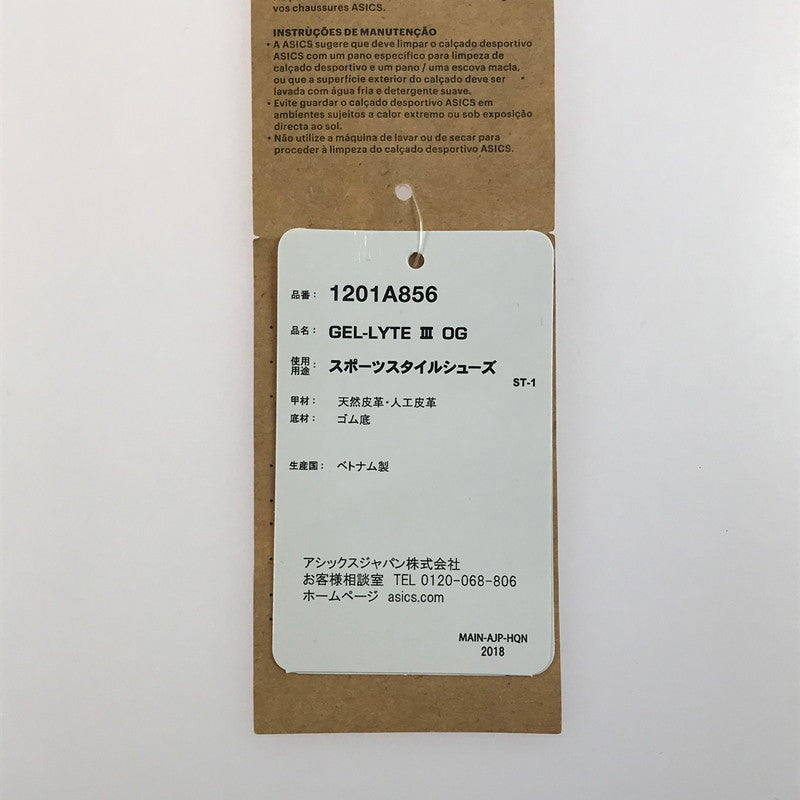 vos chaussures ASICS.
INSTRUÇÕES DE MANUTENÇÃO
• A ASICS sugere que deve limpar o calçado desportivo
ASICS com um pano específico para limpeza de
calçado desportivo e um pano / uma escova macia,
ou que a superfície exterior do calçado deve ser
lavada com água fria e detergente suave.
• Evite guardar o calçado desportivo ASICS em
ambientes sujeitos a calor extremo ou sob exposição
directa ao sol.
• Não utilize a máquina de lavar ou de secar para
proceder à limpeza do calçado desportivo ASICS.
品番： 1201A856
品名： GEL-LYTE III OG
使用用途： スポーツスタイルシューズ
ST-1
甲材： 天然皮革・人工皮革
底材： ゴム底
生産国： ベトナム製
アシックスジャパン株式会社
お客様相談室 TEL 0120-068-806
ホームページ asics.com
MAIN-AJP-HQN
2018